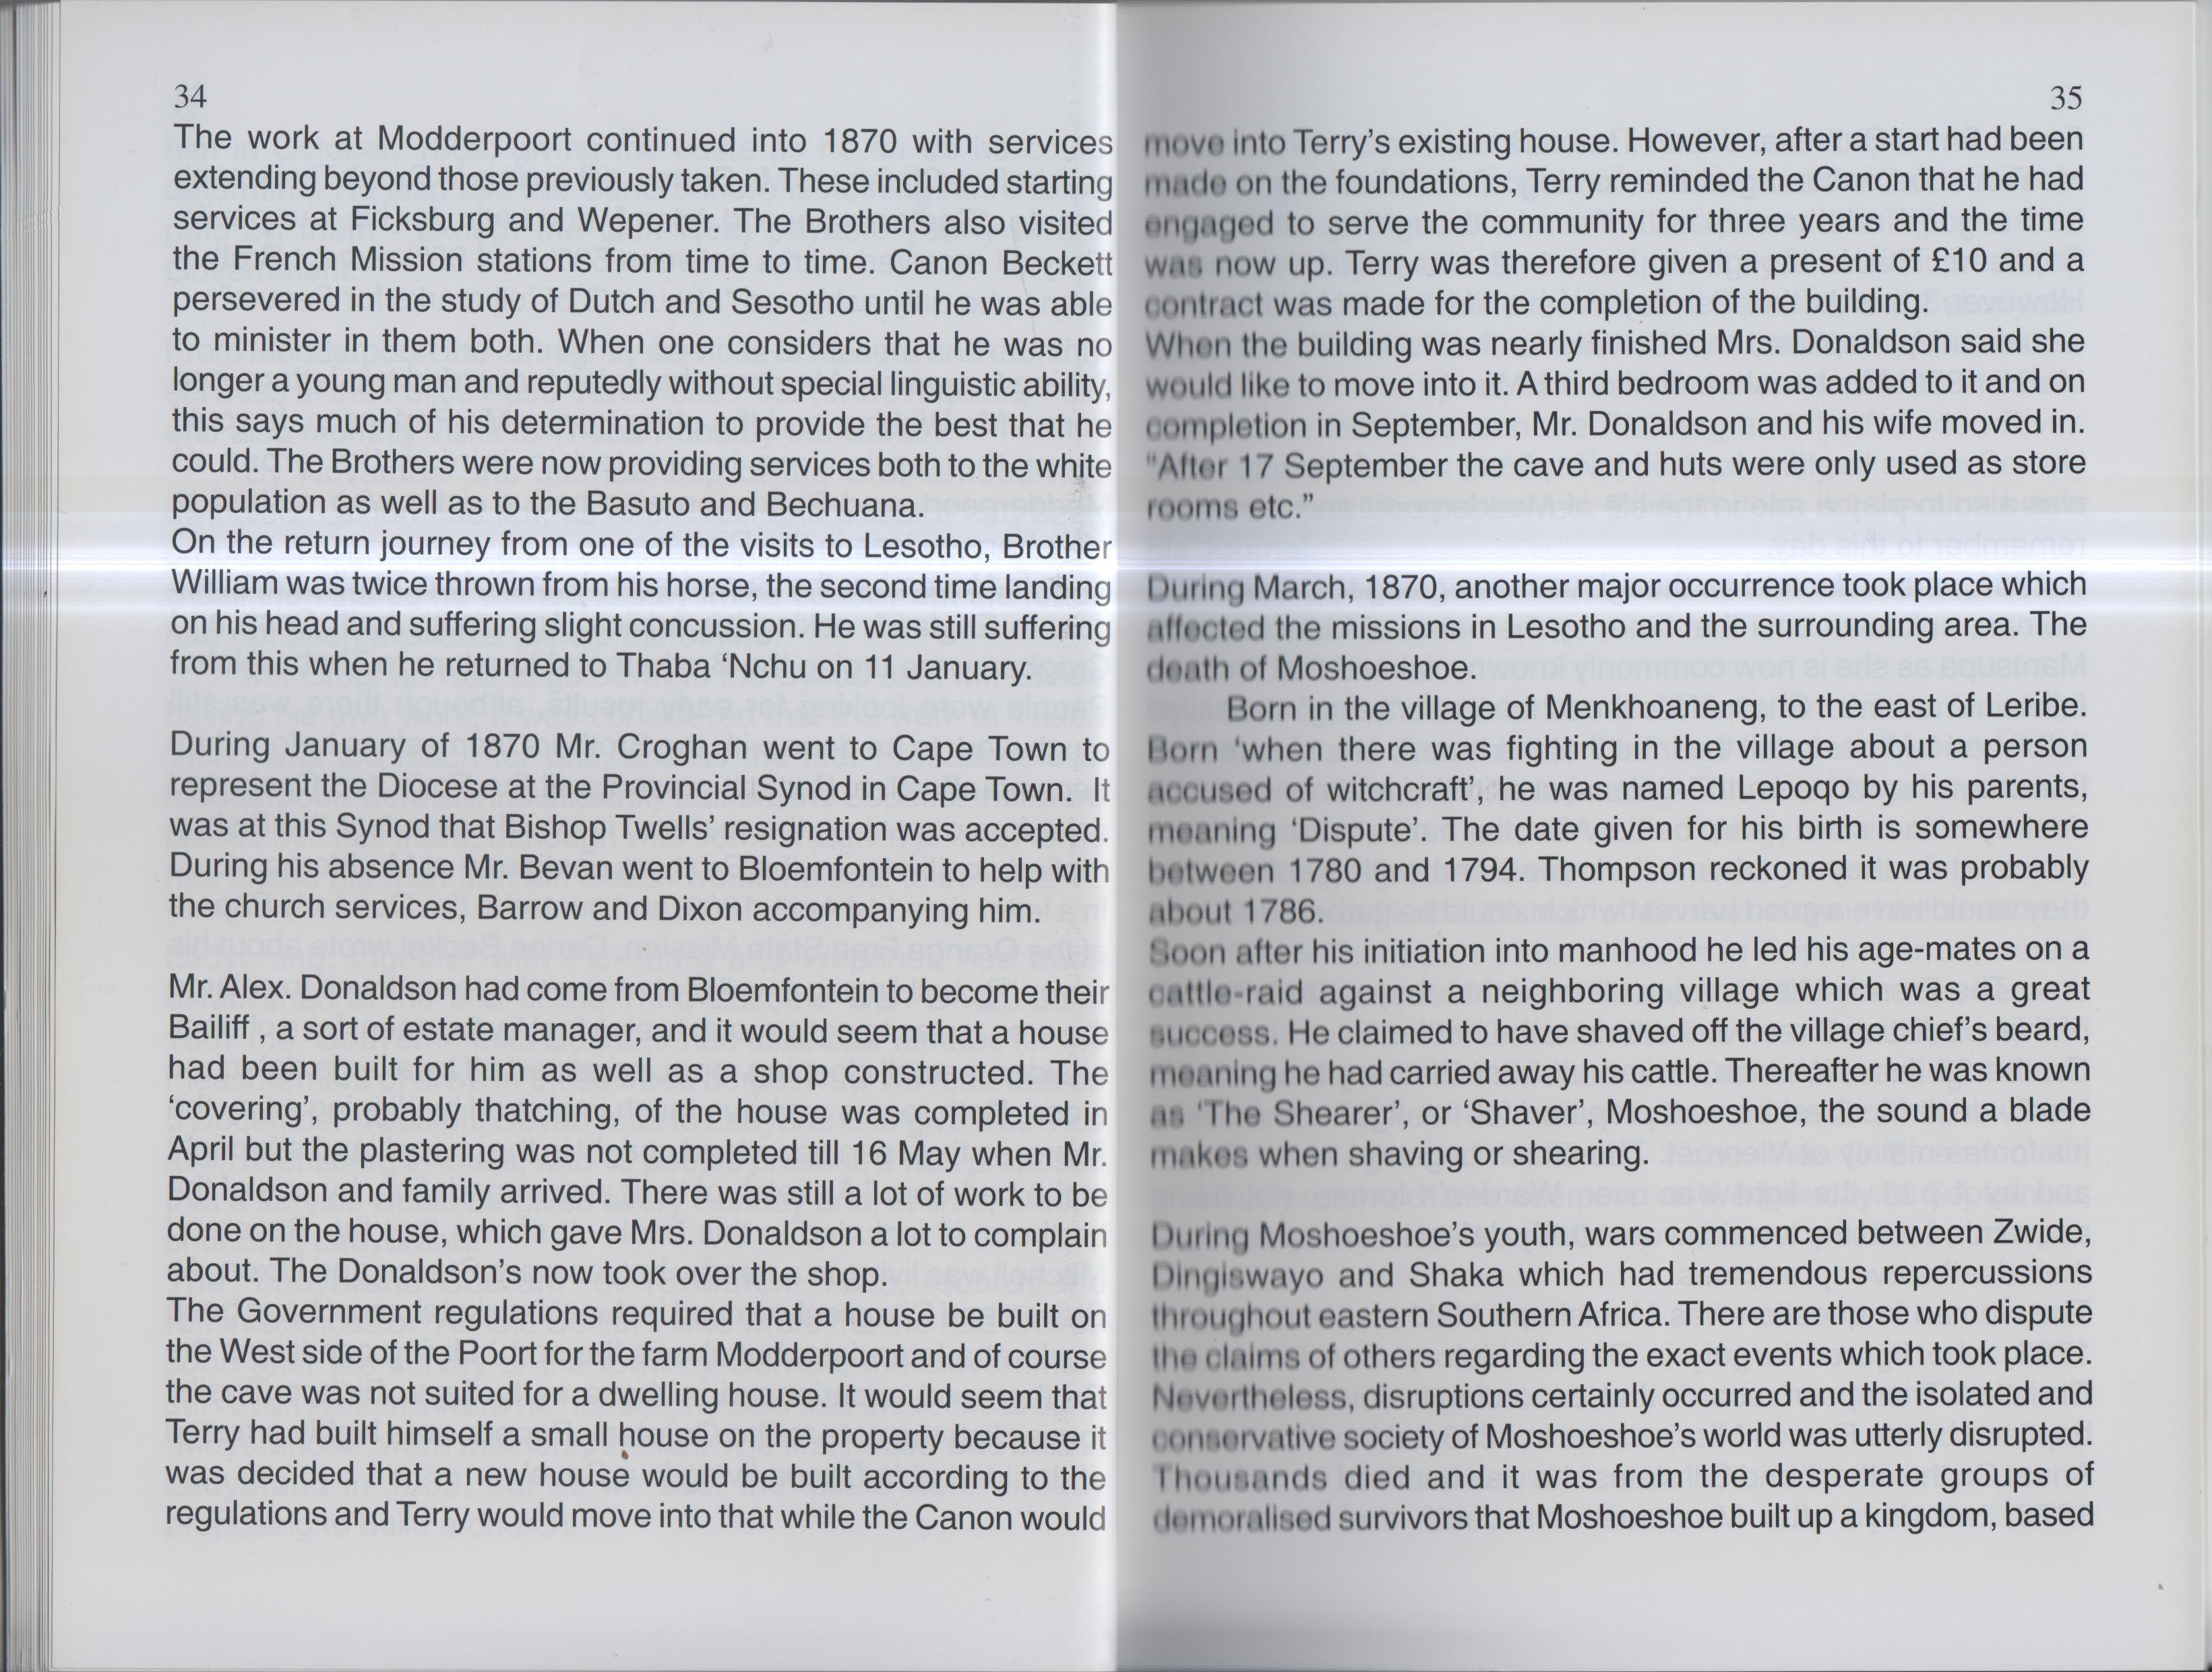 34
The work at Modderpoort continued into 1870 with services
extending beyond those previously taken. These included starting
services at Ficksburg and Wepener. The Brothers also visited
the French Mission stations from time to time. Canon Beckett
persevered in the study of Dutch and Sesotho until he was able
to minister in them both. When one considers that he was no
longer a young man and reputedly without special linguistic ability,
this says much of his determination to provide the best that he
could. The Brothers were now providing services both to the white
population as well as to the Basuto and Bechuana.
On the return journey from one of the visits to Lesotho, Brother
William was twice thrown from his horse, the second time landing
on his head and suffering slight concussion. He was still suffering
from this when he returned to Thaba ‘Nchu on 11 January.
During January of 1870 Mr. Croghan went to Cape Town to
represent the Diocese at the Provincial Synod in Cape Town. It
was at this Synod that Bishop Twells’ resignation was accepted.
During his absence Mr. Bevan went to Bloemfontein to help with
the church services, Barrow and Dixon accompanying him.
Mr. Alex. Donaldson had come from Bloemfontein to become their
Bailiff , a sort of estate manager, and it would seem that a house
had been built for him as well as a shop constructed. The
‘covering’, probably thatching, of the house was completed in
April but the plastering was not completed till 16 May when Mr.
Donaldson and family arrived. There was still a lot of work to be
done on the house, which gave Mrs. Donaldson a lot to complain
about. The Donaldson’s now took over the shop.
The Government regulations required that a house be built on
the West side of the Poort for the farm Modderpoort and of course
the cave was not suited for a dwelling house. It would seem that
Terry had built himself a small house on the property because it
was decided that a new house would be built according to the
regulations and Terry would move into that while the Canon would
35
move into Terry’s existing house. However, after a start had been
made on the foundations, Terry reminded the Canon that he had
engaged to serve the community for three years and the time
was now up. Terry was therefore given a present of £10 and a
contract was made for the completion of the building.
When the building was nearly finished Mrs. Donaldson said she
would like to move into it. A third bedroom was added to it and on
completion in September, Mr. Donaldson and his wife moved in.
“After 17 September the cave and huts were only used as store
rooms etc.”
During March, 1870, another major occurrence took place which
affected the missions in Lesotho and the surrounding area. The
death of Moshoeshoe.
Born in the village of Menkhoaneng, to the east of Leribe.
Born ‘when there was fighting in the village about a person
accused of witchcraft’, he was named Lepoqo by his parents,
meaning ‘Dispute’. The date given for his birth is somewhere
between 1780 and 1794. Thompson reckoned it was probably
about 1786.
Soon after his initiation into manhood he led his age-mates on a
cattle-raid against a neighboring village which was a great
success. He claimed to have shaved off the village chief’s beard,
meaning he had carried away his cattle. Thereafter he was known
as ‘The Shearer’, or ‘Shaver’, Moshoeshoe, the sound a blade
makes when shaving or shearing.
During Moshoeshoe’s youth, wars commenced between Zwide,
Dingiswayo and Shaka which had tremendous repercussions
throughout eastern Southern Africa. There are those who dispute
the claims of others regarding the exact events which took place.
Nevertheless, disruptions certainly occurred and the isolated and
conservative society of Moshoeshoe’s world was utterly disrupted.
Thousands died and it was from the desperate groups of
demoralised survivors that Moshoeshoe built up a kingdom, based